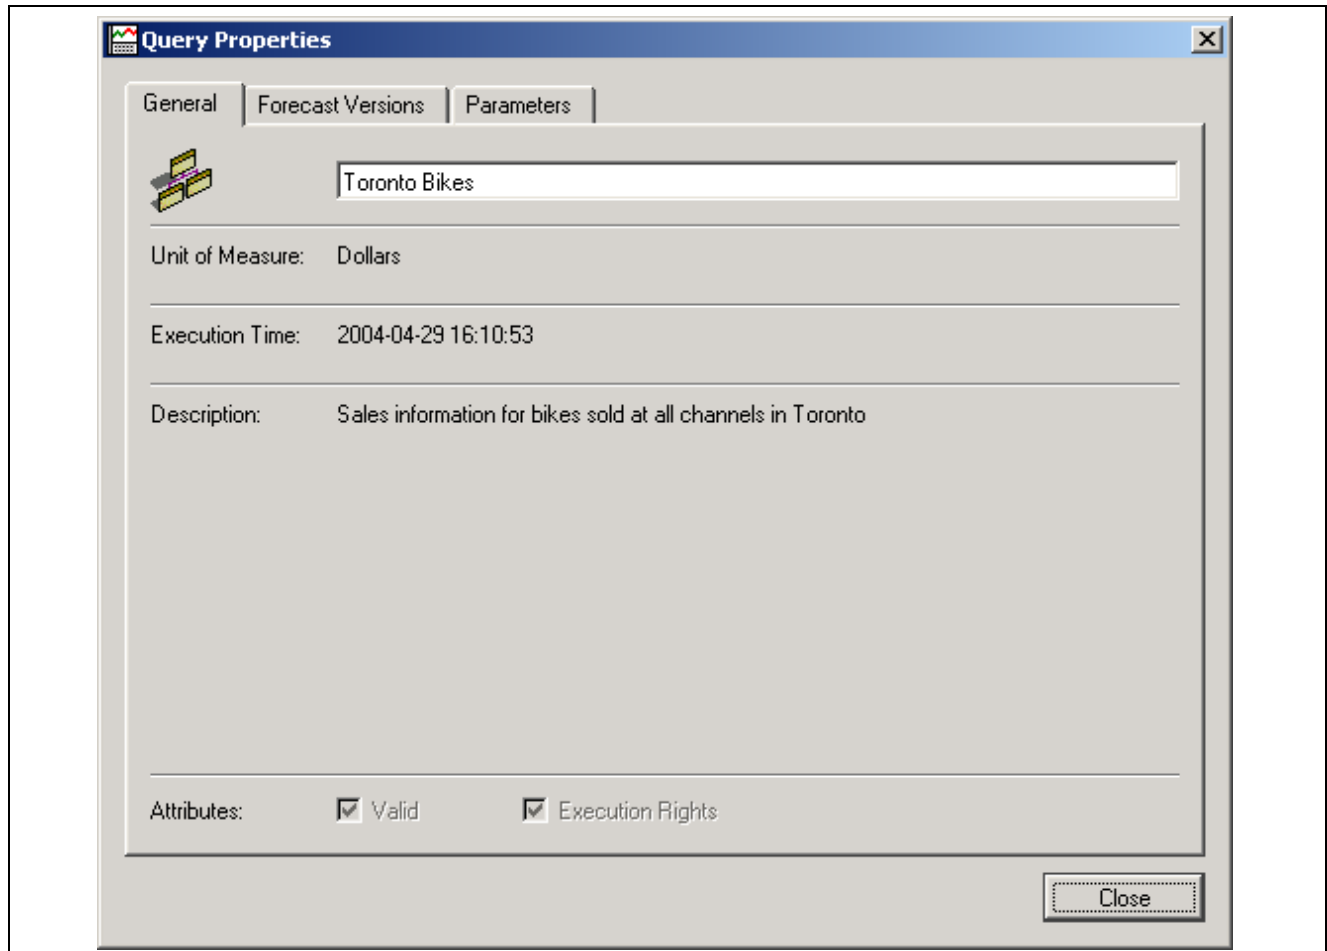 Query Properties
General Forecast Versions Parameters
Toronto Bikes
Unit of Measure: Dollars
Execution Time: 2004-04-29 16:10:53
Description: Sales information for bikes sold at all channels in Toronto
Attributes: Valid Execution Rights
Close